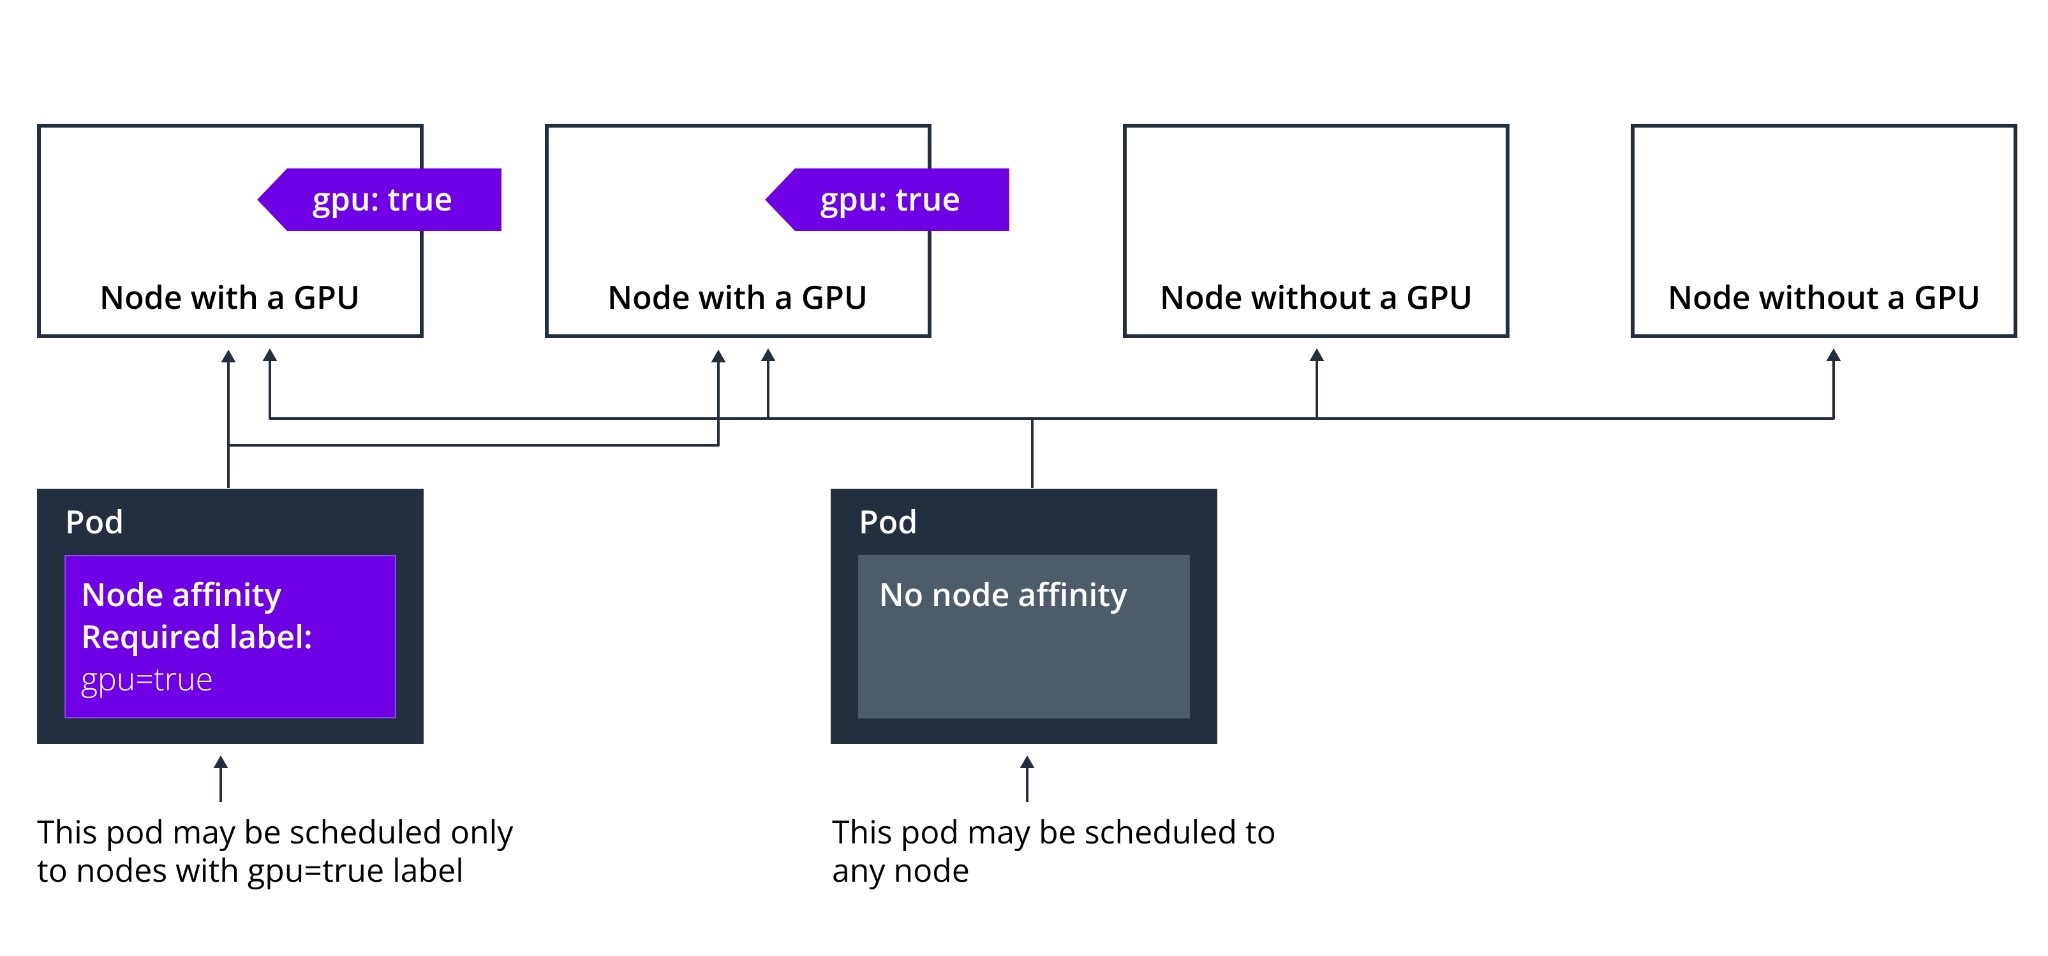 gpu: true
gpu: true
Node with a GPU
Node with a GPU
Node without a GPU
Node without a GPU
Pod
Node affinity
Required label:
gpu=true
Pod
No node affinity
This pod may be scheduled only
to nodes with gpu=true label
This pod may be scheduled to
any node